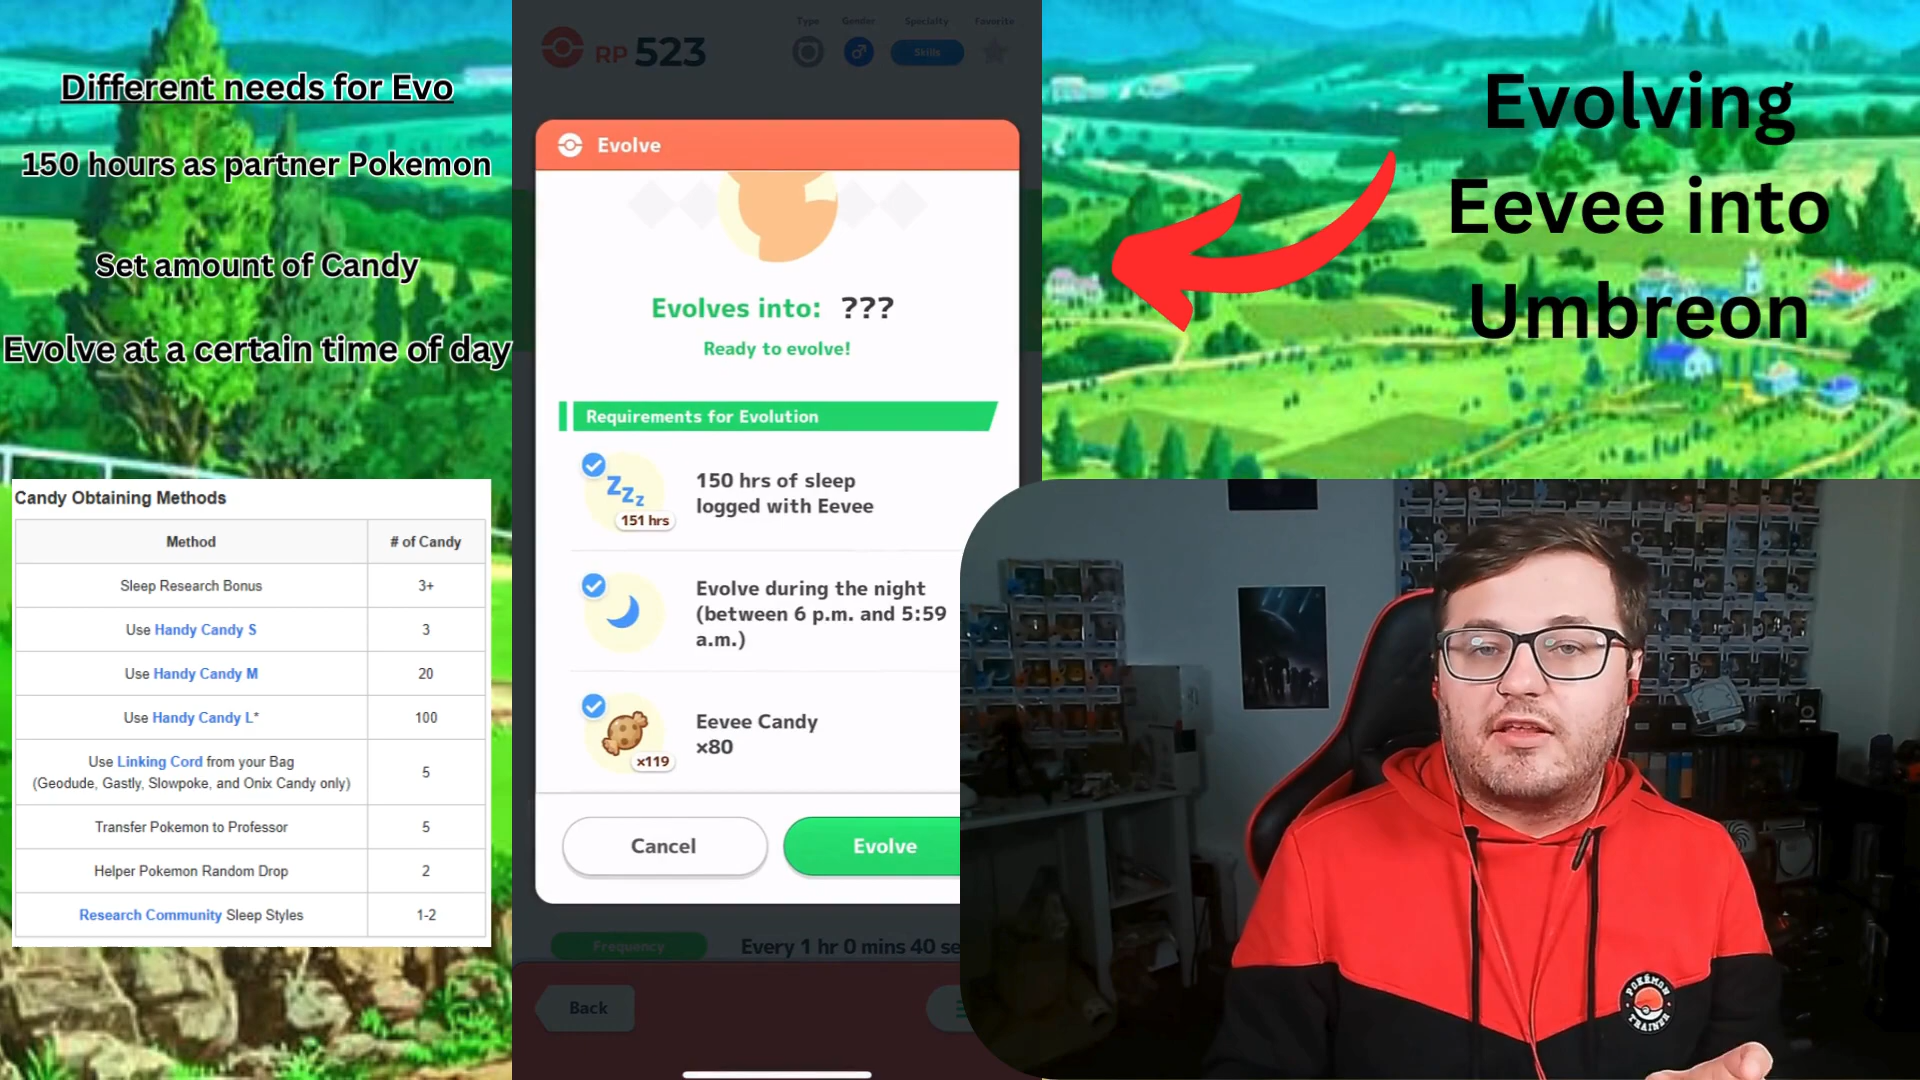 Different needs for Evo
150 hours as partner Pokemon
Set amount of Candy
Evolve at a certain time of day
Candy Obtaining Methods
Method # of Candy
Sleep Research Bonus 3+
Use Handy Candy S 3
Use Handy Candy M 20
Use Handy Candy L* 100
Use Linking Cord from your Bag
(Geodude, Gastly, Slowpoke, and Onix Candy only) 5
Transfer Pokemon to Professor 5
Helper Pokemon Random Drop 2
Research Community Sleep Styles 1-2
Type Gender Specialty Favorite
RP 523
Skills
Evolve
Evolves into: ???
Ready to evolve!
Requirements for Evolution
ZZZ
151 hrs
150 hrs of sleep
logged with Eevee
Evolve during the night
(between 6 p.m. and 5:59
a.m.)
Eevee Candy
×80
×119
Cancel Evolve
Frequency Every 1 hr 0 mins 40 se
Back
Evolving
Eevee into
Umbreon
POKÉMON
TRAINER